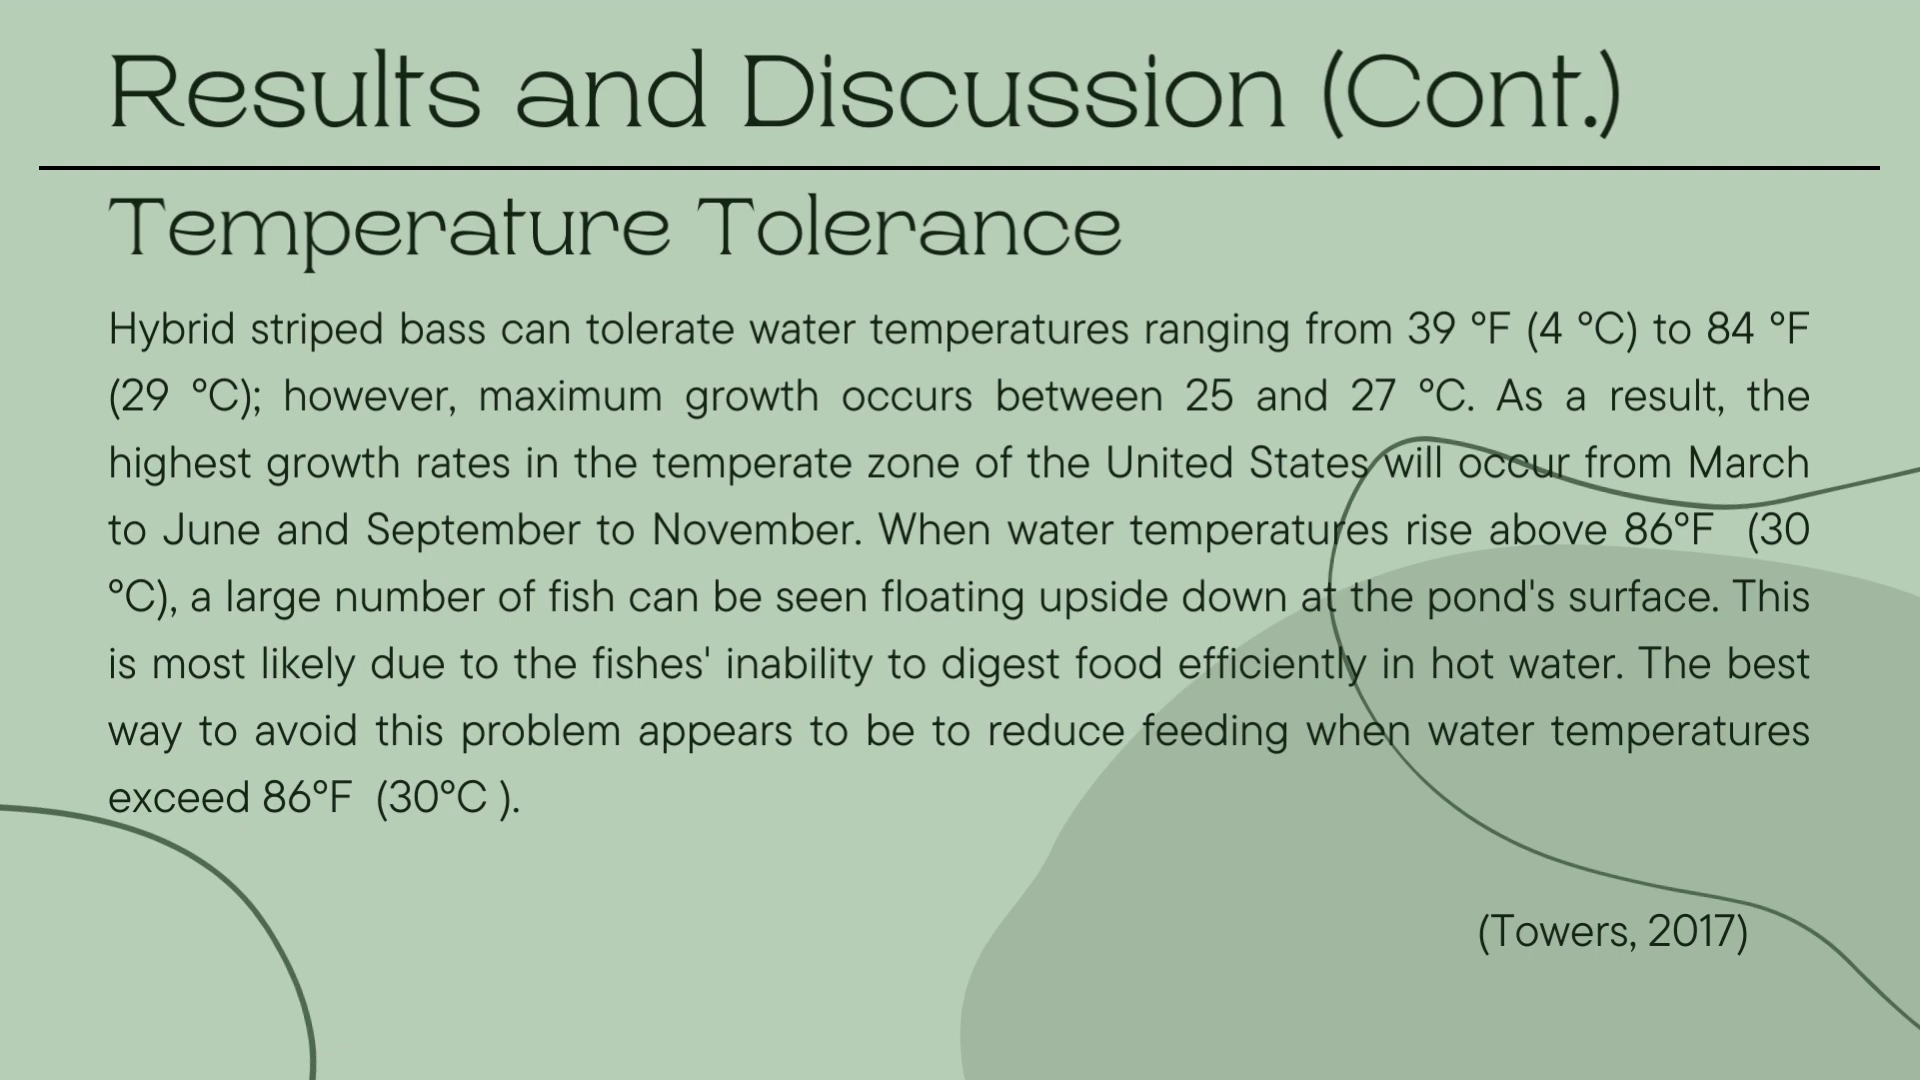 Results and Discussion (Cont.)
Temperature Tolerance
Hybrid striped bass can tolerate water temperatures ranging from 39 °F (4 °C) to 84 °F
(29 °C); however, maximum growth occurs between 25 and 27 °C. As a result, the
highest growth rates in the temperate zone of the United States will occur from March
to June and September to November. When water temperatures rise above 86°F  (30
°C), a large number of fish can be seen floating upside down at the pond's surface. This
is most likely due to the fishes' inability to digest food efficiently in hot water. The best
way to avoid this problem appears to be to reduce feeding when water temperatures
exceed 86°F  (30°C ).
(Towers, 2017)